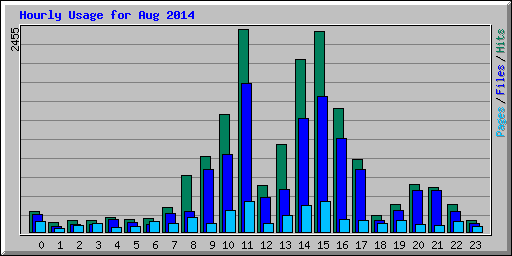 Hourly Usage for Aug 2014
2455
Pages/Files/Hits
0 1 2 3 4 5 6 7 8 9 10 11 12 13 14 15 16 17 18 19 20 21 22 23